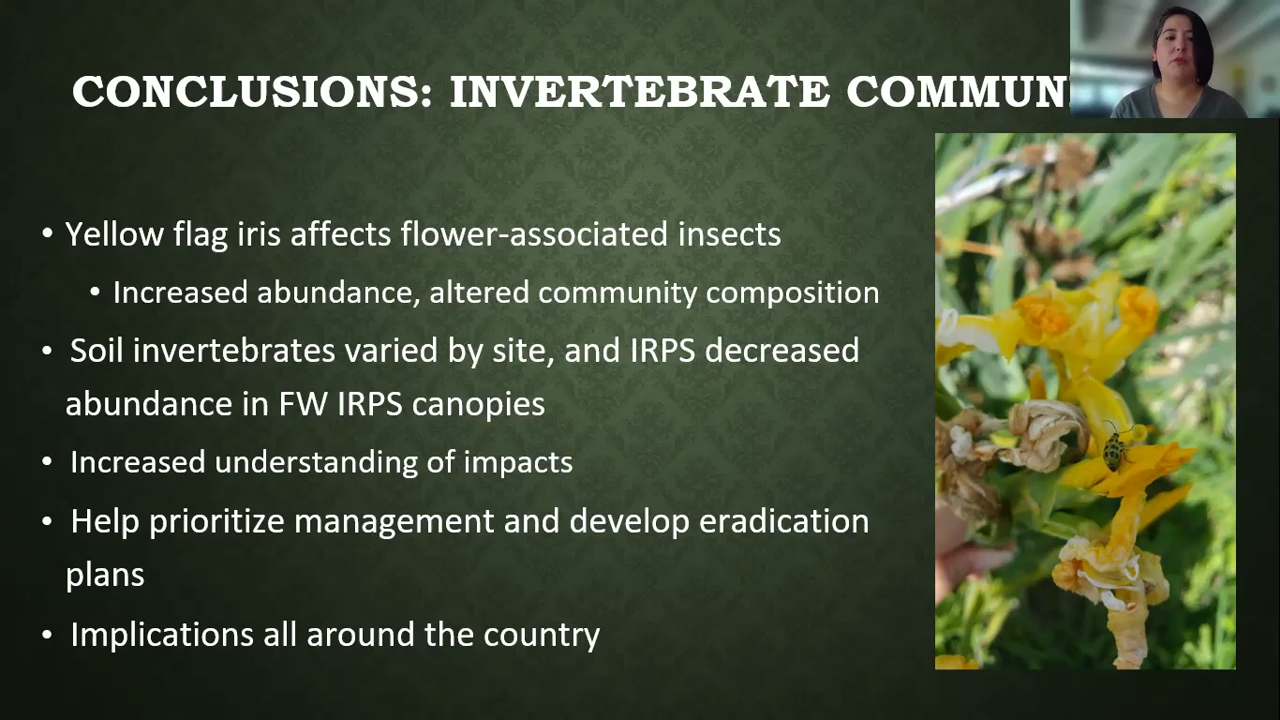 CONCLUSIONS: INVERTEBRATE
• Yellow flag iris affects flower-associated insects
• Increased abundance, altered community composition
• Soil invertebrates varied by site, and IRPS decreased
abundance in FW IRPS canopies
• Increased understanding of impacts
• Help prioritize management and develop eradication
plans
• Implications all around the country